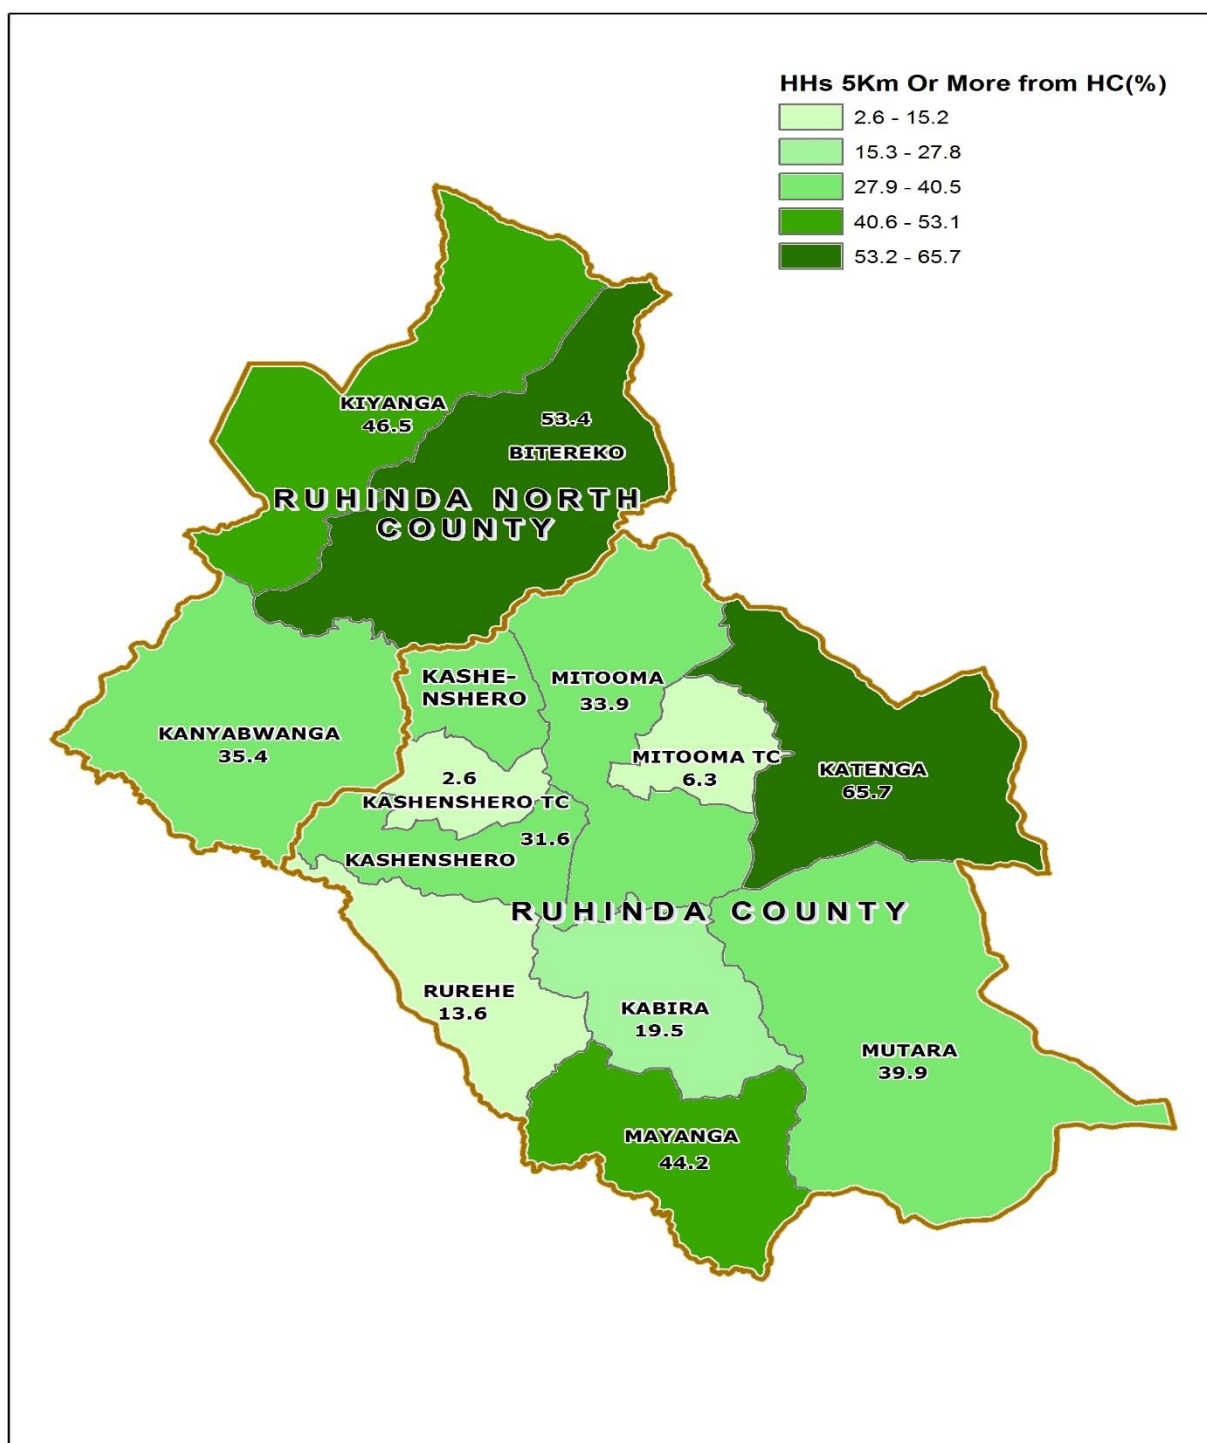 HHs 5Km Or More from HC(%)
2.6 - 15.2
15.3 - 27.8
27.9 - 40.5
40.6 - 53.1
53.2 - 65.7
KIYANGA
46.5
53.4
BITEREKO
RUHINDA NORTH
COUNTY
KASHE-
NSHERO
MITOOMA
33.9
KANYABWANGA
35.4
MITOOMA TC
6.3
KATENGA
65.7
2.6
KASHENSHERO TC
31.6
KASHENSHERO
RUHINDA COUNTY
RUREHE
13.6
KABIRA
19.5
MUTARA
39.9
MAYANGA
44.2